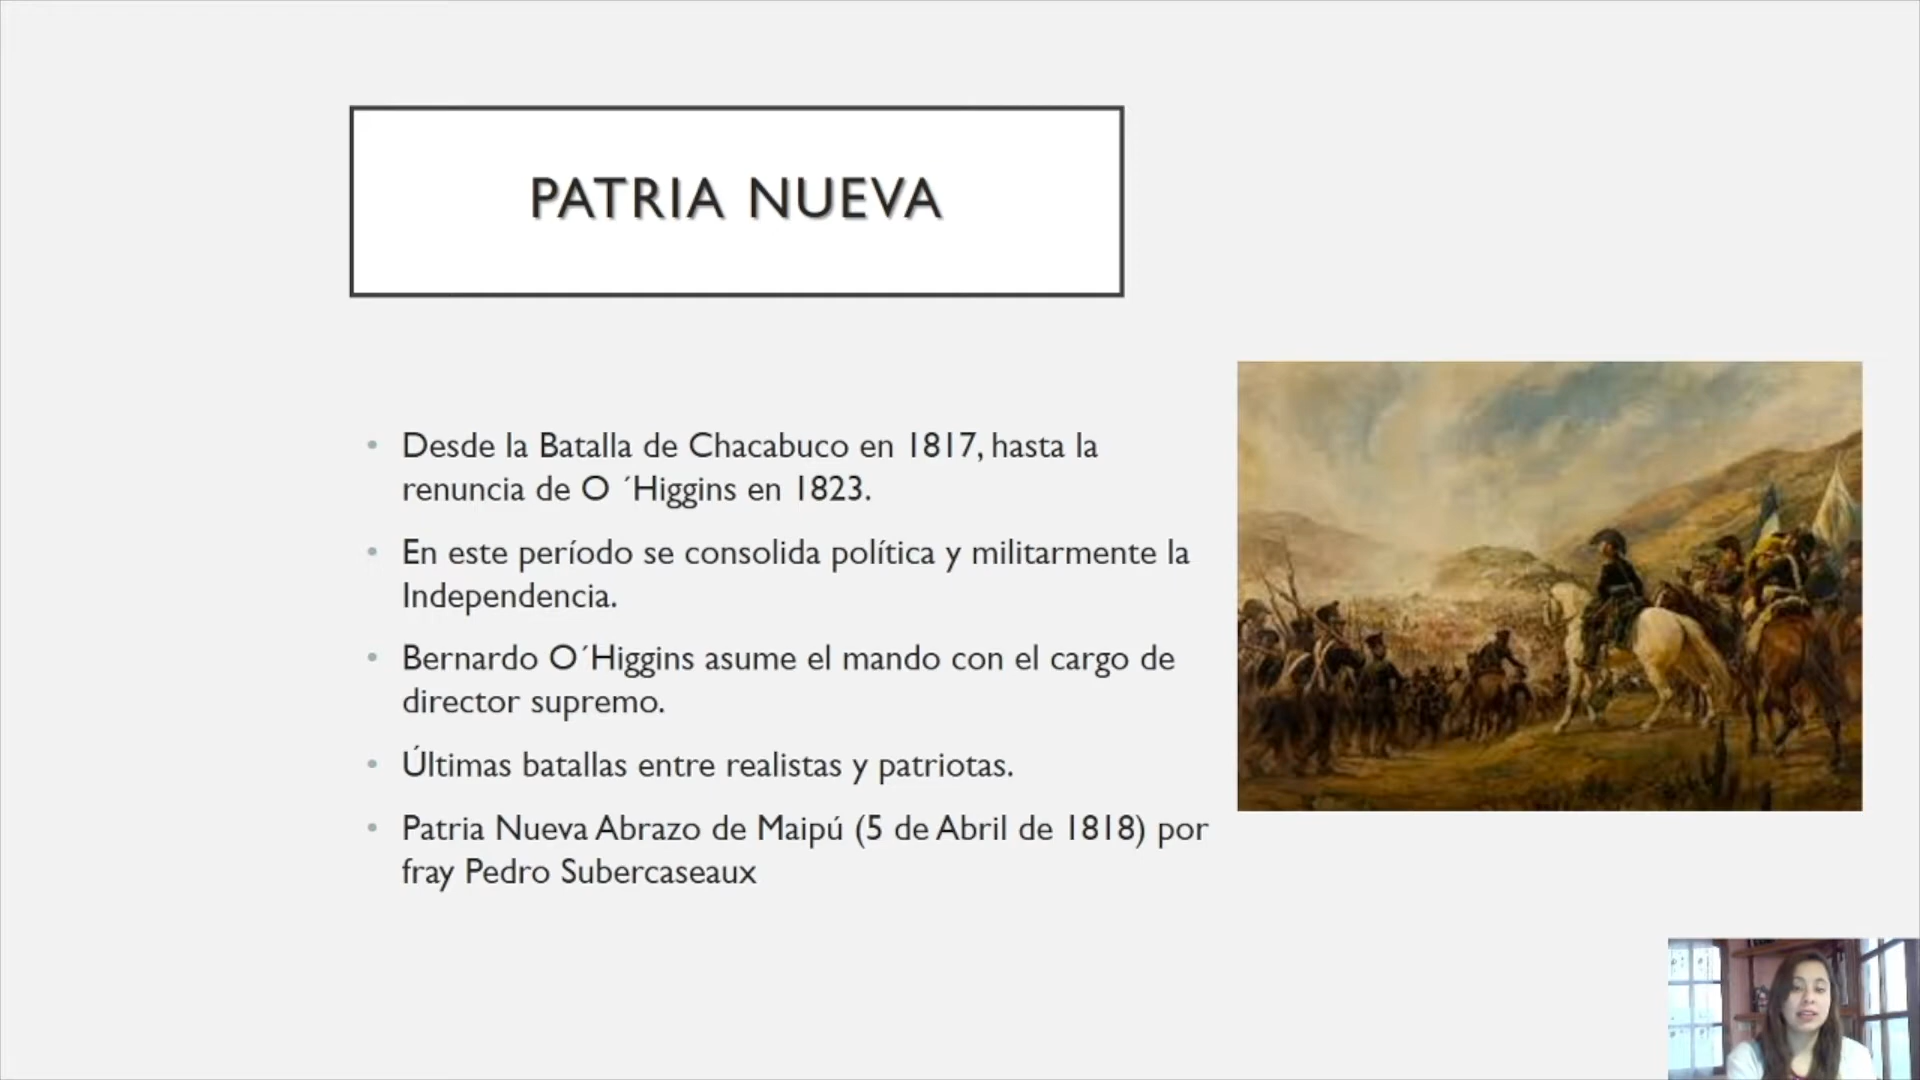 PATRIA NUEVA
• Desde la Batalla de Chacabuco en 1817, hasta la
renuncia de O ´Higgins en 1823.
• En este período se consolida política y militarmente la
Independencia.
• Bernardo O´Higgins asume el mando con el cargo de
director supremo.
• Últimas batallas entre realistas y patriotas.
• Patria Nueva Abrazo de Maipú (5 de Abril de 1818) por
fray Pedro Subercaseaux